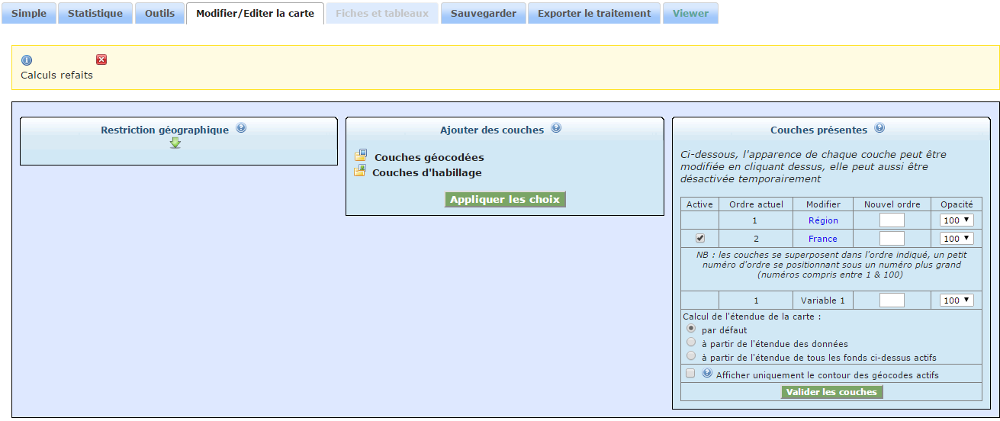 Simple Statistique Outils Modifier/Editer la carte Fiches et tableaux Sauvegarder Exporter le traitement Viewer
Calculs refaits
Restriction géographique
Ajouter des couches
Couches géocodées
Couches d'habillage
Appliquer les choix
Couches présentes
Ci-dessous, l'apparence de chaque couche peut être
modifiée en cliquant dessus, elle peut aussi être
désactivée temporairement
Active Ordre actuel Modifier Nouvel ordre Opacité
1 Région 100
2 France 100
NB : les couches se superposent dans l'ordre indiqué, un petit
numéro d'ordre se positionnant sous un numéro plus grand
(numéros compris entre 1 & 100)
1 Variable 1 100
Calcul de l'étendue de la carte :
par défaut
à partir de l'étendue des données
à partir de l'étendue de tous les fonds ci-dessus actifs
Afficher uniquement le contour des géocodes actifs
Valider les couches